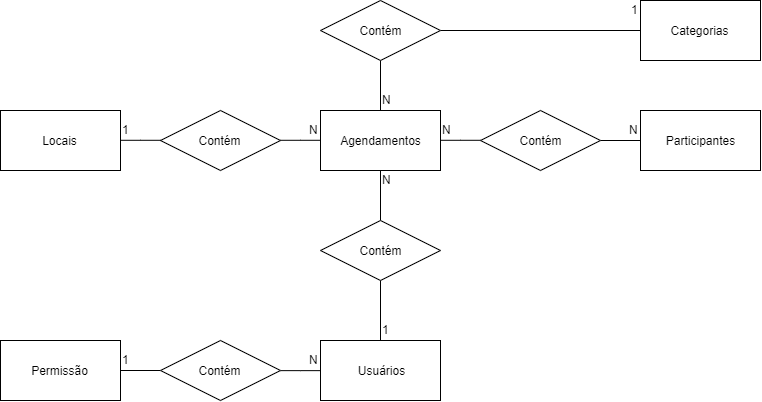 Contém
1
Categorias
N
Locais
1
Contém
N
Agendamentos
N
Contém
N
Participantes
N
Contém
1
Permissão
1
Contém
N
Usuários